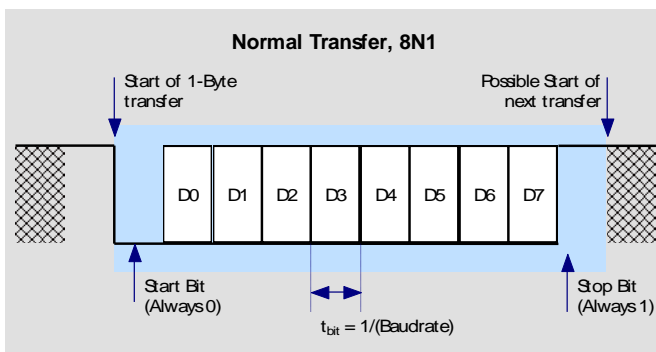 Normal Transfer, 8N1
Start of 1-Byte
transfer
Possible Start of
next transfer
D0 D1 D2 D3 D4 D5 D6 D7
Start Bit
(Always 0)
t_bit = 1/(Baudrate)
Stop Bit
(Always 1)